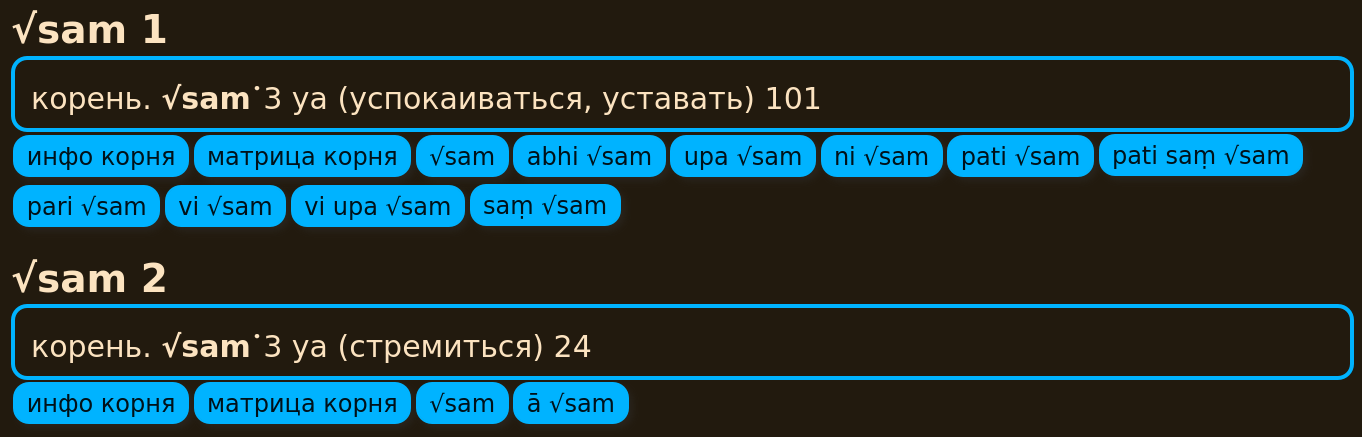 √sam 1
корень. √sam˙3 ya (успокаиваться, уставать) 101
инфо корня матрица корня √sam abhi √sam upa √sam ni √sam pati √sam pati saṃ √sam
pari √sam vi √sam vi upa √sam saṃ √sam
√sam 2
корень. √sam˙3 ya (стремиться) 24
инфо корня матрица корня √sam ā √sam